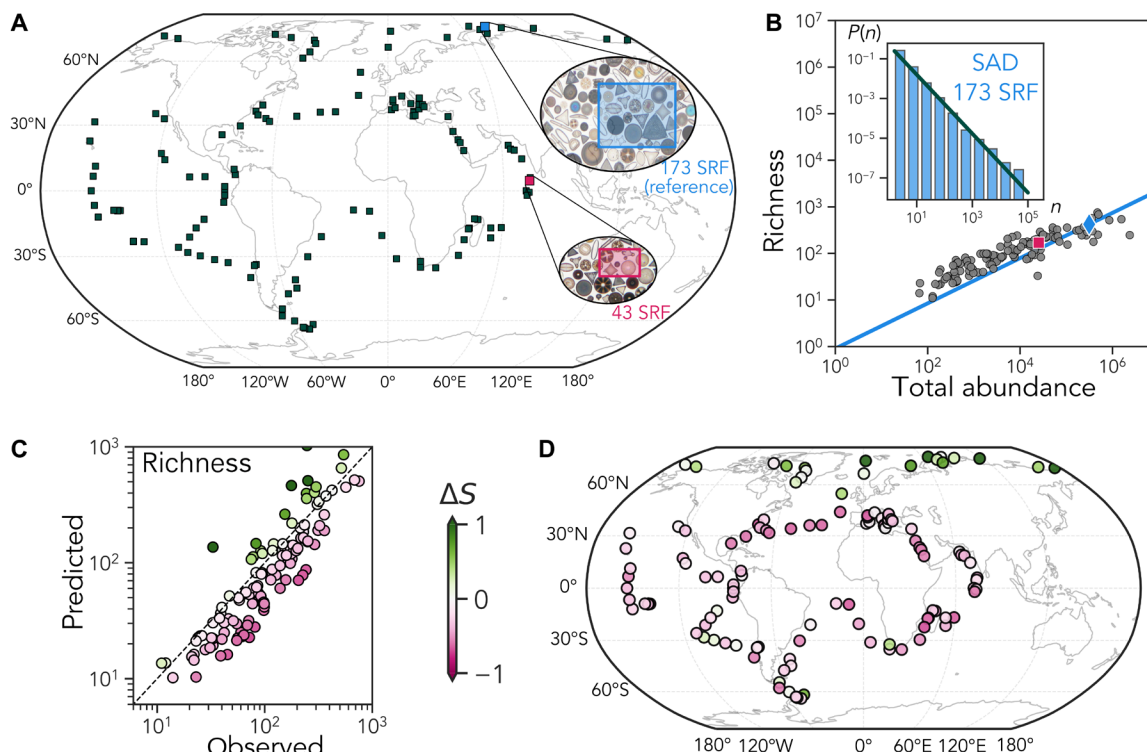 A
60°N
30°N
0°
30°S
60°S
180°
120°W
60°W
0°
60°E
120°E
180°
173 SRF
(reference)
43 SRF
B
P(n)
10⁻¹
10⁻³
10⁻⁵
10⁻⁷
SAD
173 SRF
10¹
10³
10⁵
n
Richness
10⁷
10⁶
10⁵
10⁴
10³
10²
10¹
10⁰
10⁰
10²
10⁴
10⁶
Total abundance
C
Richness
Predicted
10³
10²
10¹
10¹
10²
10³
Observed
ΔS
1
0
−1
D
60°N
30°N
0°
30°S
60°S
180°
120°W
0°
60°E
120°E
180°